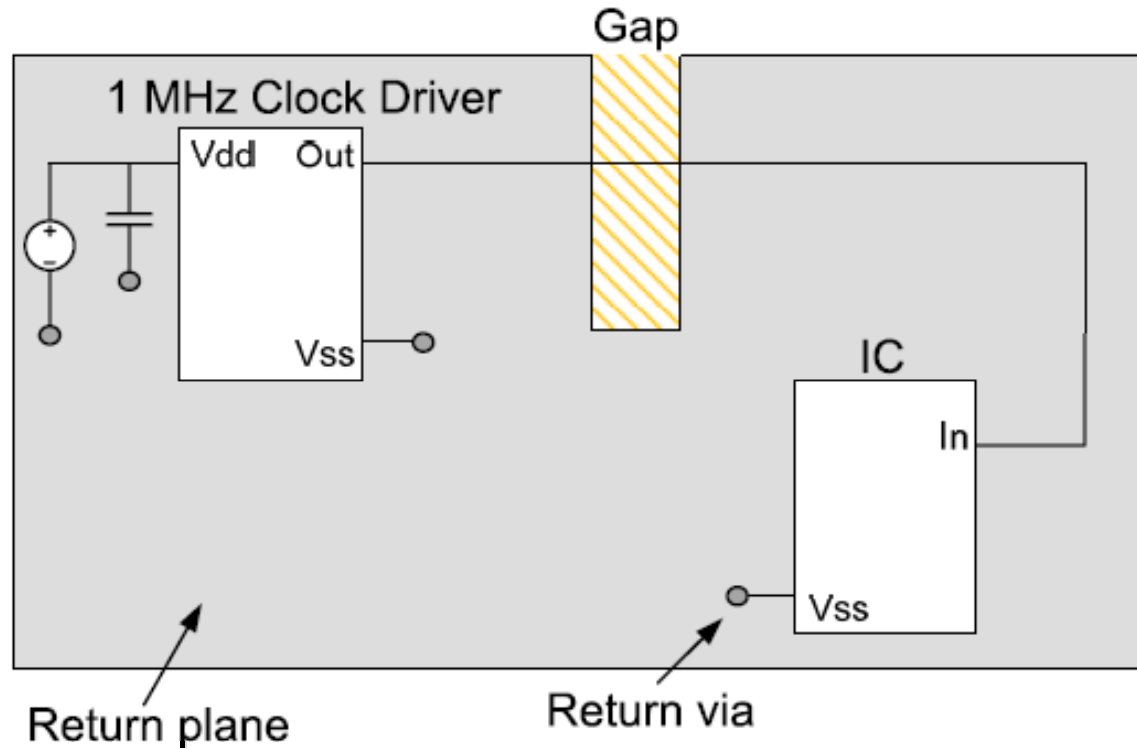 Gap
1 MHz Clock Driver
Vdd Out
+
−
Vss
IC
In
Vss
Return plane
Return via